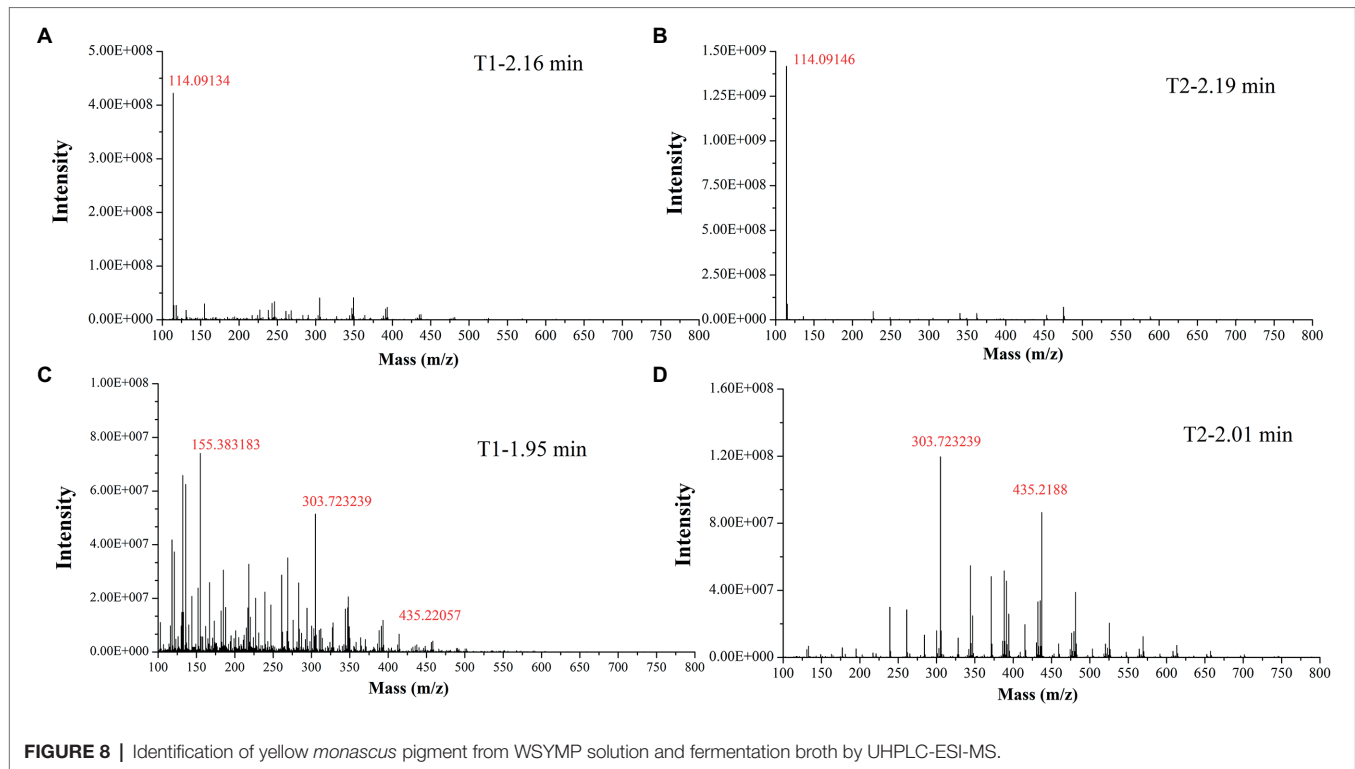 A
Intensity
5.00E+008
4.00E+008
3.00E+008
2.00E+008
1.00E+008
0.00E+000
114.09134
T1-2.16 min
100 150 200 250 300 350 400 450 500 550 600 650 700 750 800
Mass (m/z)
B
Intensity
1.50E+009
1.25E+009
1.00E+009
7.50E+008
5.00E+008
2.50E+008
0.00E+000
114.09146
T2-2.19 min
100 150 200 250 300 350 400 450 500 550 600 650 700 750 800
Mass (m/z)
C
Intensity
1.00E+008
8.00E+007
6.00E+007
4.00E+007
2.00E+007
0.00E+000
155.383183
303.723239
435.22057
T1-1.95 min
100 150 200 250 300 350 400 450 500 550 600 650 700 750 800
Mass (m/z)
D
Intensity
1.60E+008
1.20E+008
8.00E+007
4.00E+007
0.00E+000
303.723239
435.2188
T2-2.01 min
100 150 200 250 300 350 400 450 500 550 600 650 700 750 800
Mass (m/z)
FIGURE 8 | Identification of yellow monascus pigment from WSYMP solution and fermentation broth by UHPLC-ESI-MS.